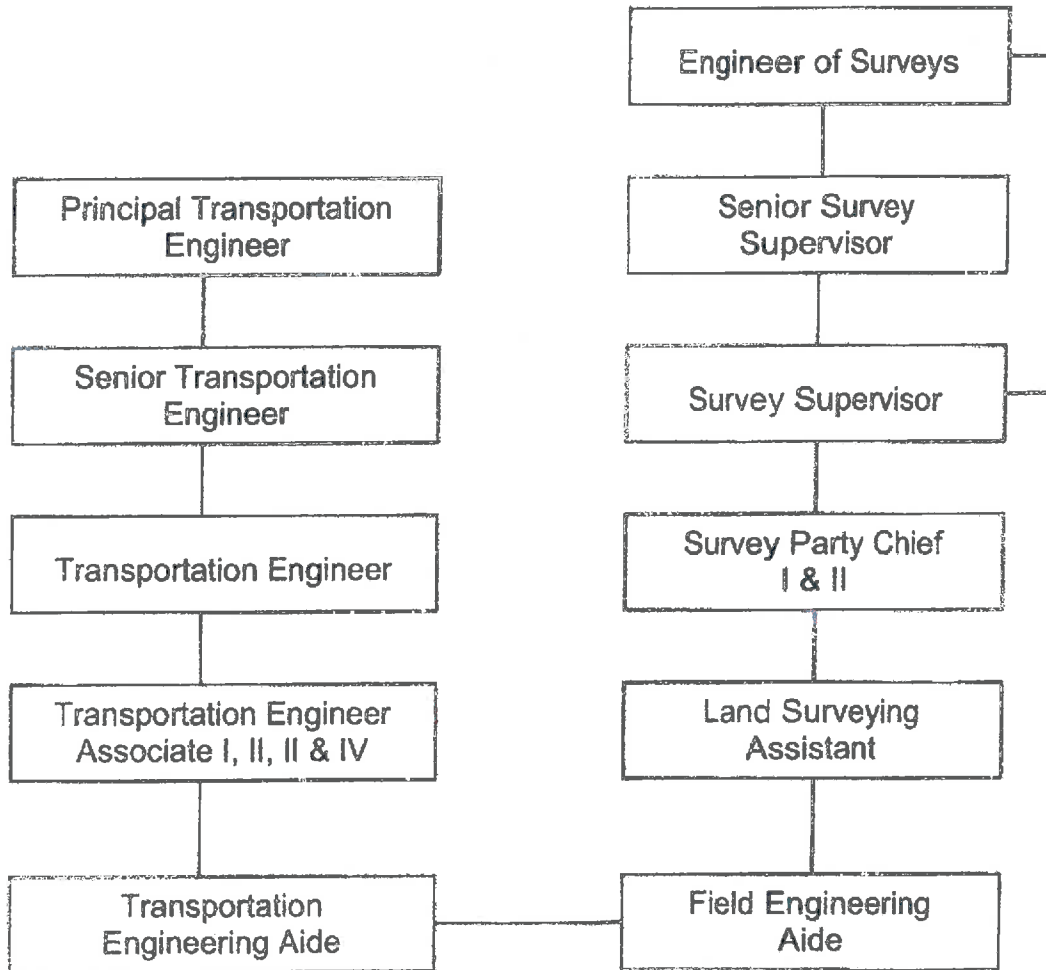 Engineer of Surveys
Principal Transportation
Engineer
Senior Survey
Supervisor
Senior Transportation
Engineer
Survey Supervisor
Transportation Engineer
Survey Party Chief
I & II
Transportation Engineer
Associate I, II, II & IV
Land Surveying
Assistant
Transportation
Engineering Aide
Field Engineering
Aide